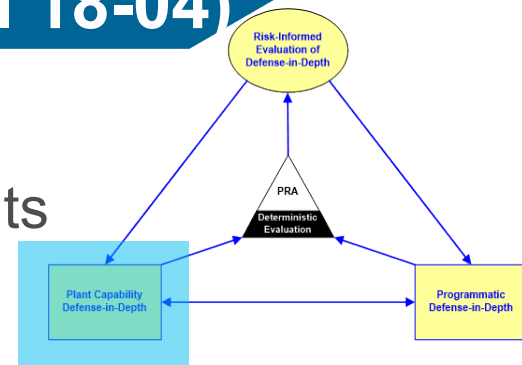 18-04)
Risk-Informed
Evaluation of
Defense-in-Depth
ts
PRA
Deterministic
Evaluation
Plant Capability
Defense-in-Depth
Programmatic
Defense-in-Depth